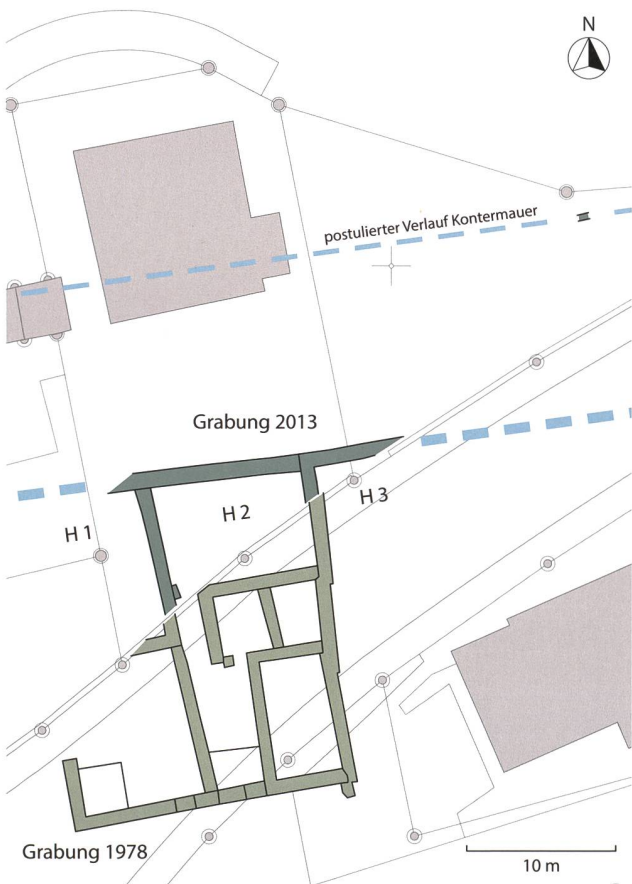 N
postulierter Verlauf Kontermauer
Grabung 2013
H 1
H 2
H 3
Grabung 1978
10 m